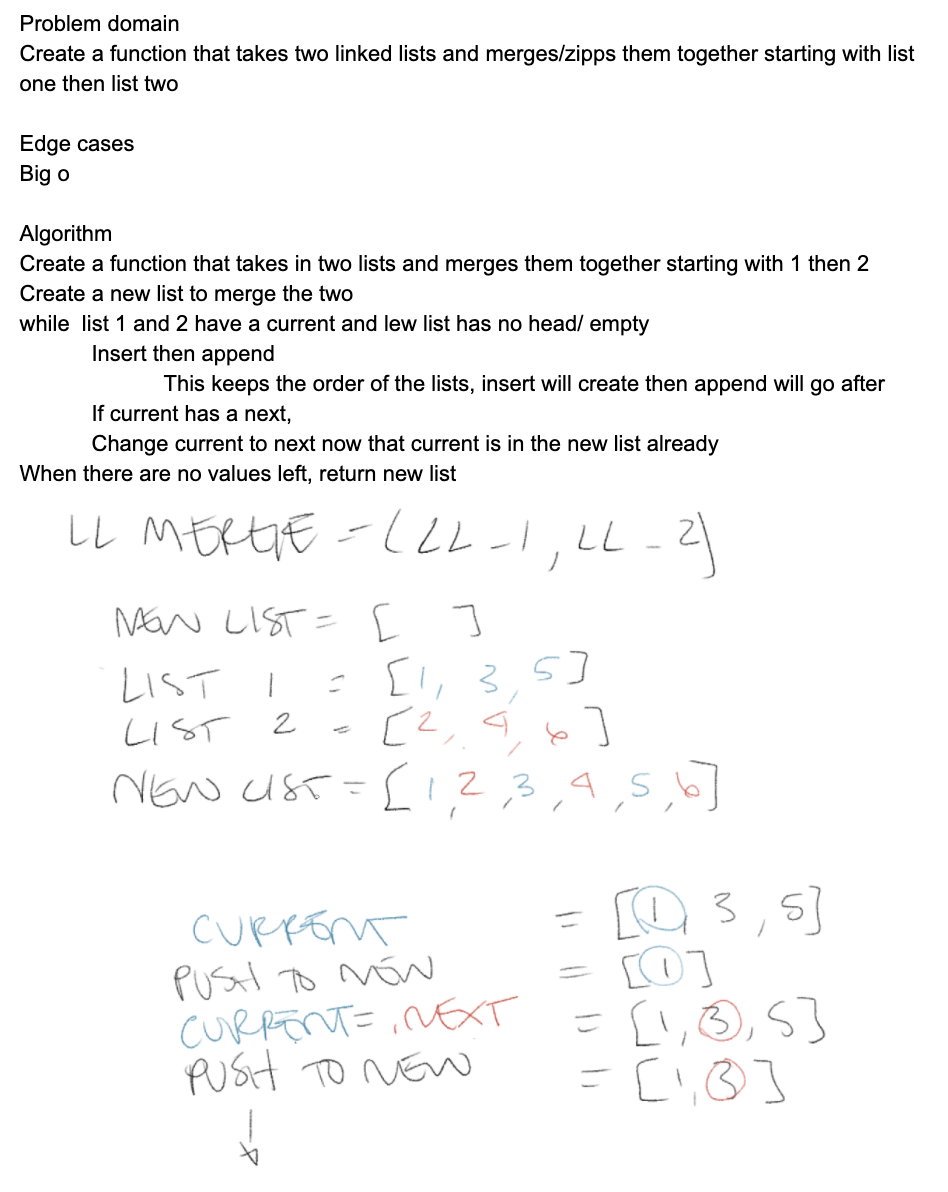 Problem domain
Create a function that takes two linked lists and merges/zipps them together starting with list
one then list two
Edge cases
Big o
Algorithm
Create a function that takes in two lists and merges them together starting with 1 then 2
Create a new list to merge the two
while list 1 and 2 have a current and lew list has no head/ empty
Insert then append
This keeps the order of the lists, insert will create then append will go after
If current has a next,
Change current to next now that current is in the new list already
When there are no values left, return new list
LL MERGE = (LL-1, LL-2)
NEW LIST = [ ]
LIST 1 = [1, 3, 5]
LIST 2 = [2, 4, 6]
NEW LIST = [1, 2, 3, 4, 5, 6]
CURRENT = [1, 3, 5]
PUSH TO NEW = [1]
CURRENT = .NEXT = [1, 3, 5]
PUSH TO NEW = [1, 3]